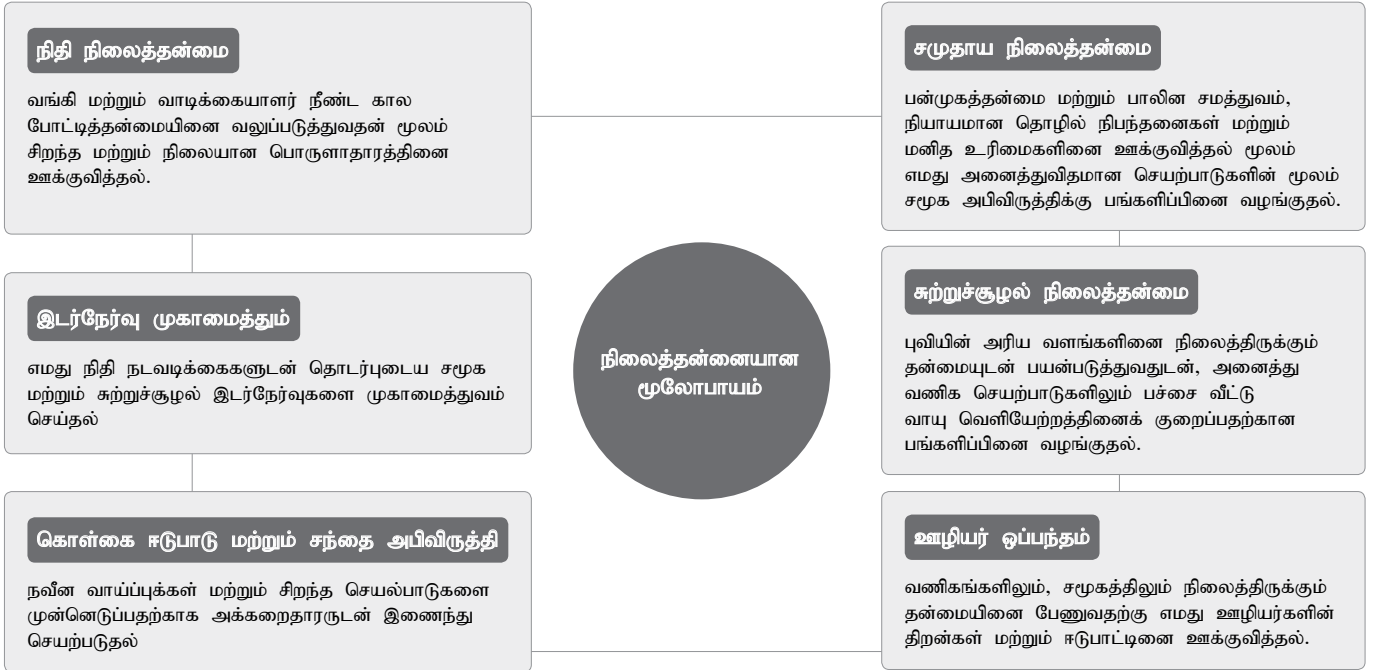 நிதி நிலைத்தன்மை
வங்கி மற்றும் வாடிக்கையாளர் நீண்ட கால
போட்டித்தன்மையினை வலுப்படுத்துவதன் மூலம்
சிறந்த மற்றும் நிலையான பொருளாதாரத்தினை
ஊக்குவித்தல்.
இடர்நேர்வு முகாமைத்தும்
எமது நிதி நடவடிக்கைகளுடன் தொடர்புடைய சமூக
மற்றும் சுற்றுச்சூழல் இடர்நேர்வுகளை முகாமைத்துவம்
செய்தல்
கொள்கை ஈடுபாடு மற்றும் சந்தை அபிவிருத்தி
நவீன வாய்ப்புக்கள் மற்றும் சிறந்த செயல்பாடுகளை
முன்னெடுப்பதற்காக அக்கறைதாரருடன் இணைந்து
செயற்படுதல்
நிலைத்தன்னையான
மூலோபாயம்
சமுதாய நிலைத்தன்மை
பன்முகத்தன்மை மற்றும் பாலின சமத்துவம்,
நியாயமான தொழில் நிபந்தனைகள் மற்றும்
மனித உரிமைகளினை ஊக்குவித்தல் மூலம்
எமது அனைத்துவிதமான செயற்பாடுகளின் மூலம்
சமூக அபிவிருத்திக்கு பங்களிப்பினை வழங்குதல்.
சுற்றுச்சூழல் நிலைத்தன்மை
புவியின் அரிய வளங்களினை நிலைத்திருக்கும்
தன்மையுடன் பயன்படுத்துவதுடன், அனைத்து
வணிக செயற்பாடுகளிலும் பச்சை வீட்டு
வாயு வெளியேற்றத்தினைக் குறைப்பதற்கான
பங்களிப்பினை வழங்குதல்.
ஊழியர் ஒப்பந்தம்
வணிகங்களிலும், சமூகத்திலும் நிலைத்திருக்கும்
தன்மையினை பேணுவதற்கு எமது ஊழியர்களின்
திறன்கள் மற்றும் ஈடுபாட்டினை ஊக்குவித்தல்.